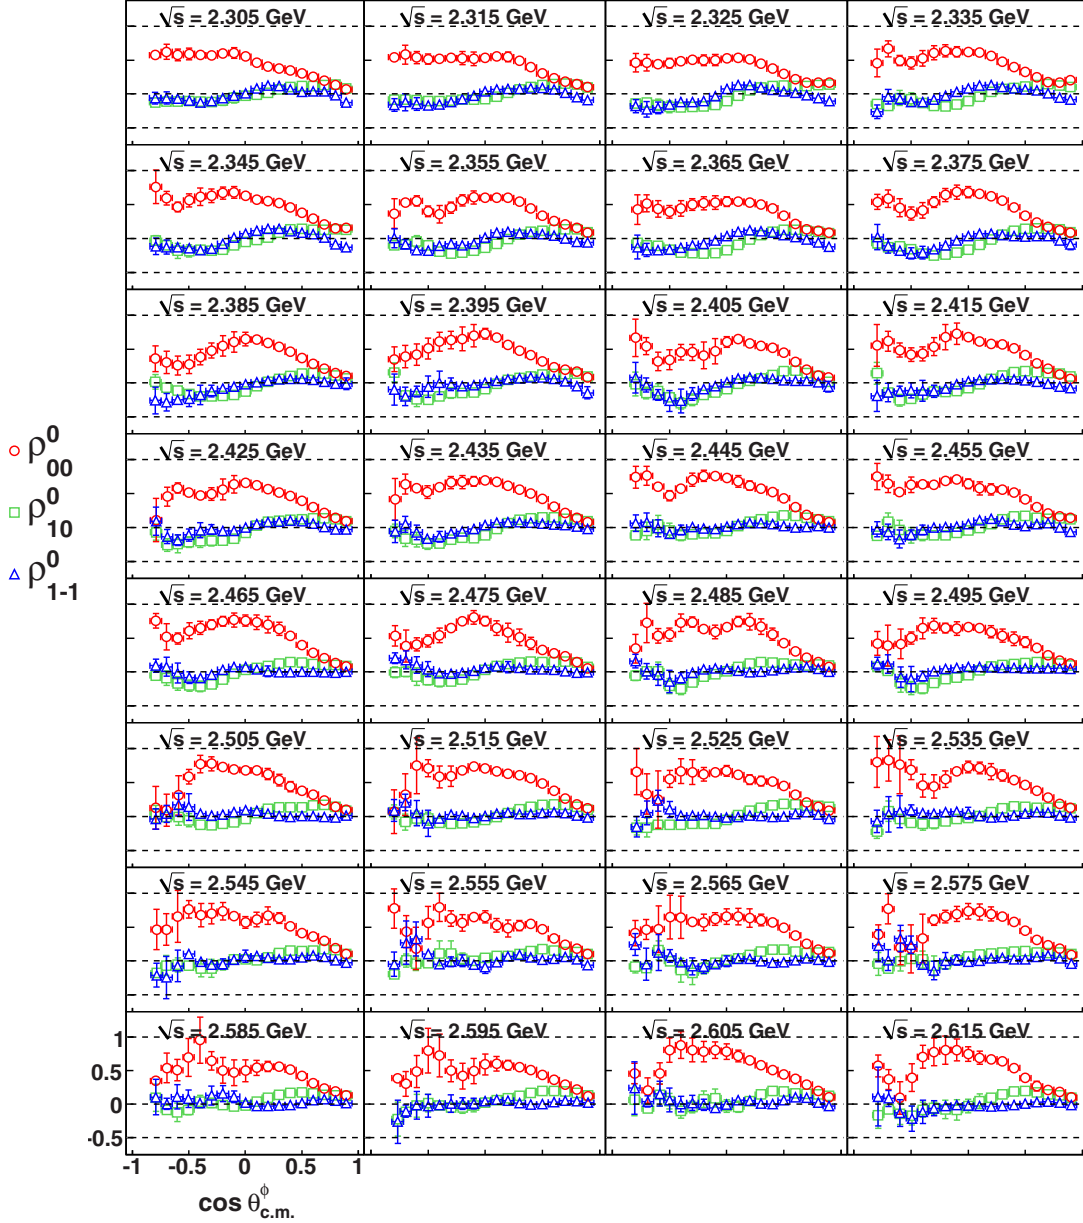 √s = 2.305 GeV √s = 2.315 GeV √s = 2.325 GeV √s = 2.335 GeV
√s = 2.345 GeV √s = 2.355 GeV √s = 2.365 GeV √s = 2.375 GeV
√s = 2.385 GeV √s = 2.395 GeV √s = 2.405 GeV √s = 2.415 GeV
ρ⁰₀₀
√s = 2.425 GeV √s = 2.435 GeV √s = 2.445 GeV √s = 2.455 GeV
ρ⁰₁₀
ρ⁰₁₋₁
√s = 2.465 GeV √s = 2.475 GeV √s = 2.485 GeV √s = 2.495 GeV
√s = 2.505 GeV √s = 2.515 GeV √s = 2.525 GeV √s = 2.535 GeV
√s = 2.545 GeV √s = 2.555 GeV √s = 2.565 GeV √s = 2.575 GeV
√s = 2.585 GeV √s = 2.595 GeV √s = 2.605 GeV √s = 2.615 GeV
1
0.5
0
-0.5
-1 -0.5 0 0.5 1
cos θ^ϕ_c.m.